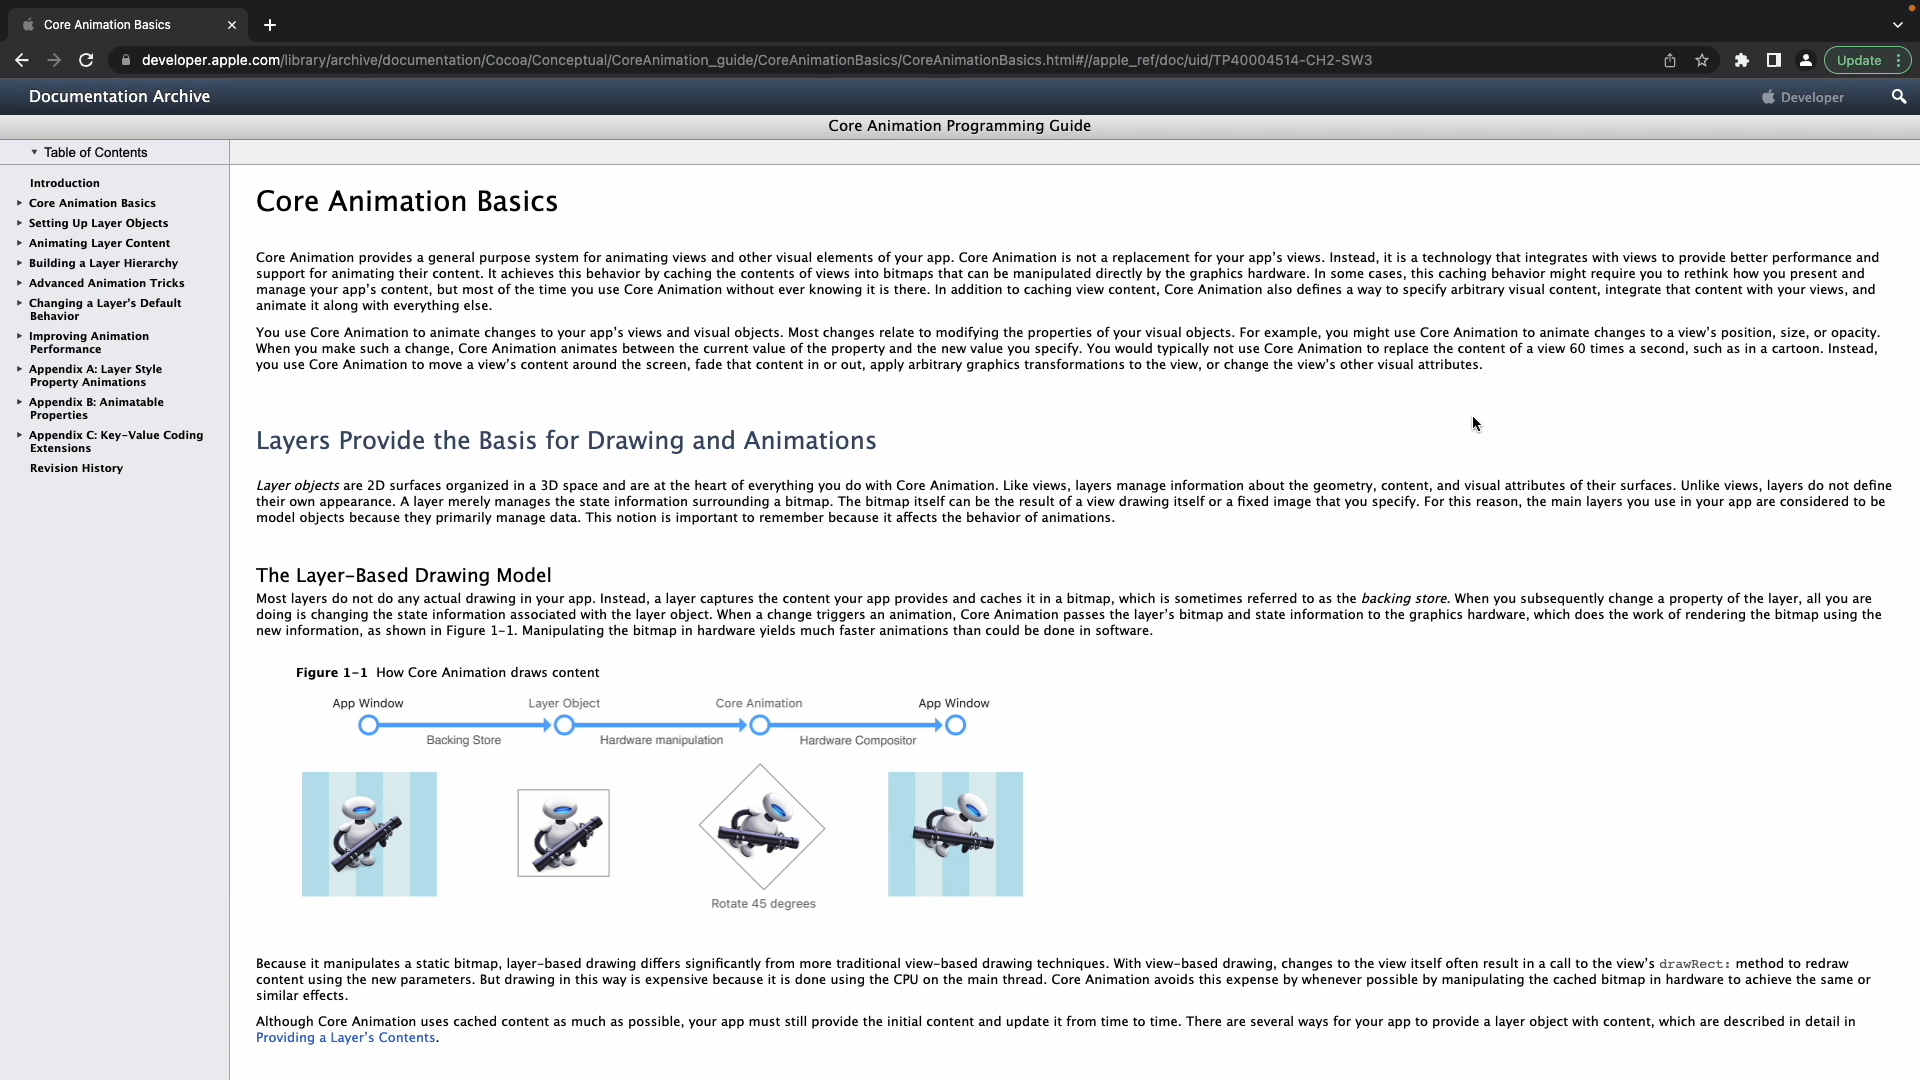 Core Animation Basics
developer.apple.com/library/archive/documentation/Cocoa/Conceptual/CoreAnimation_guide/CoreAnimationBasics/CoreAnimationBasics.html#//apple_ref/doc/uid/TP40004514-CH2-SW3
Update
Documentation Archive
Developer
Core Animation Programming Guide
Table of Contents
Introduction
Core Animation Basics
Setting Up Layer Objects
Animating Layer Content
Building a Layer Hierarchy
Advanced Animation Tricks
Changing a Layer's Default
Behavior
Improving Animation
Performance
Appendix A: Layer Style
Property Animations
Appendix B: Animatable
Properties
Appendix C: Key-Value Coding
Extensions
Revision History
Core Animation Basics
Core Animation provides a general purpose system for animating views and other visual elements of your app. Core Animation is not a replacement for your app's views. Instead, it is a technology that integrates with views to provide better performance and
support for animating their content. It achieves this behavior by caching the contents of views into bitmaps that can be manipulated directly by the graphics hardware. In some cases, this caching behavior might require you to rethink how you present and
manage your app's content, but most of the time you use Core Animation without ever knowing it is there. In addition to caching view content, Core Animation also defines a way to specify arbitrary visual content, integrate that content with your views, and
animate it along with everything else.
You use Core Animation to animate changes to your app's views and visual objects. Most changes relate to modifying the properties of your visual objects. For example, you might use Core Animation to animate changes to a view's position, size, or opacity.
When you make such a change, Core Animation animates between the current value of the property and the new value you specify. You would typically not use Core Animation to replace the content of a view 60 times a second, such as in a cartoon. Instead,
you use Core Animation to move a view's content around the screen, fade that content in or out, apply arbitrary graphics transformations to the view, or change the view's other visual attributes.
Layers Provide the Basis for Drawing and Animations
Layer objects are 2D surfaces organized in a 3D space and are at the heart of everything you do with Core Animation. Like views, layers manage information about the geometry, content, and visual attributes of their surfaces. Unlike views, layers do not define
their own appearance. A layer merely manages the state information surrounding a bitmap. The bitmap itself can be the result of a view drawing itself or a fixed image that you specify. For this reason, the main layers you use in your app are considered to be
model objects because they primarily manage data. This notion is important to remember because it affects the behavior of animations.
The Layer-Based Drawing Model
Most layers do not do any actual drawing in your app. Instead, a layer captures the content your app provides and caches it in a bitmap, which is sometimes referred to as the backing store. When you subsequently change a property of the layer, all you are
doing is changing the state information associated with the layer object. When a change triggers an animation, Core Animation passes the layer's bitmap and state information to the graphics hardware, which does the work of rendering the bitmap using the
new information, as shown in Figure 1-1. Manipulating the bitmap in hardware yields much faster animations than could be done in software.
Figure 1-1 How Core Animation draws content
App Window Layer Object Core Animation App Window
Backing Store Hardware manipulation Hardware Compositor
Rotate 45 degrees
Because it manipulates a static bitmap, layer-based drawing differs significantly from more traditional view-based drawing techniques. With view-based drawing, changes to the view itself often result in a call to the view's drawRect: method to redraw
content using the new parameters. But drawing in this way is expensive because it is done using the CPU on the main thread. Core Animation avoids this expense by whenever possible by manipulating the cached bitmap in hardware to achieve the same or
similar effects.
Although Core Animation uses cached content as much as possible, your app must still provide the initial content and update it from time to time. There are several ways for your app to provide a layer object with content, which are described in detail in
Providing a Layer's Contents.